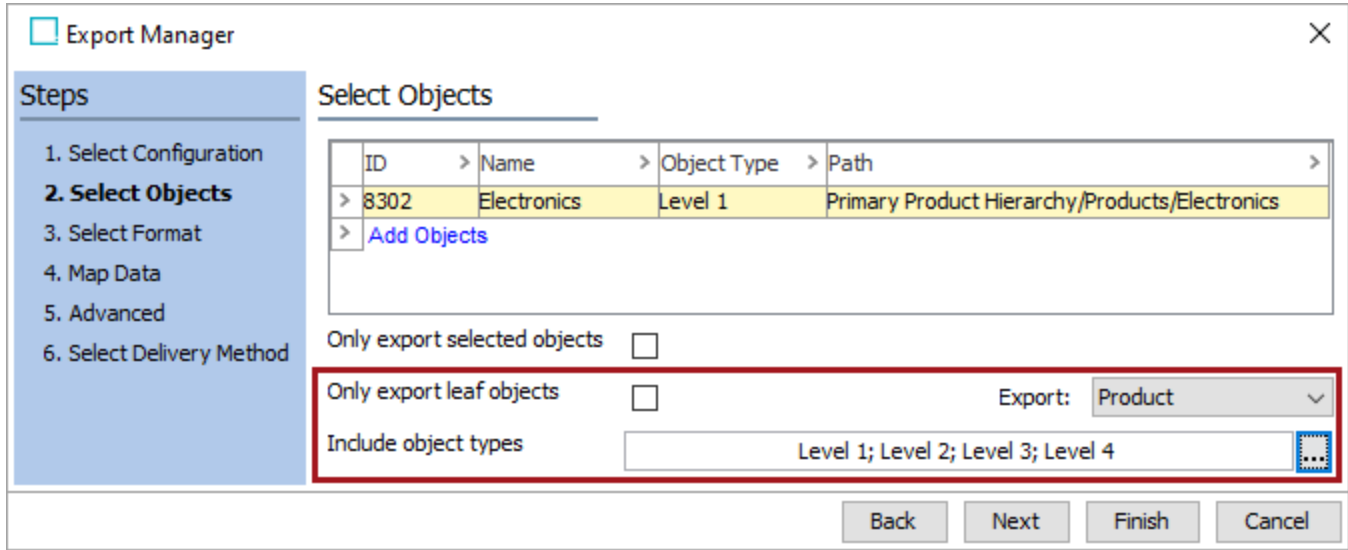 Export Manager
Steps
1. Select Configuration
2. Select Objects
3. Select Format
4. Map Data
5. Advanced
6. Select Delivery Method
Select Objects
ID > Name > Object Type > Path >
> 8302 Electronics Level 1 Primary Product Hierarchy/Products/Electronics
> Add Objects
Only export selected objects
Only export leaf objects Export: Product
Include object types Level 1; Level 2; Level 3; Level 4 ...
Back Next Finish Cancel